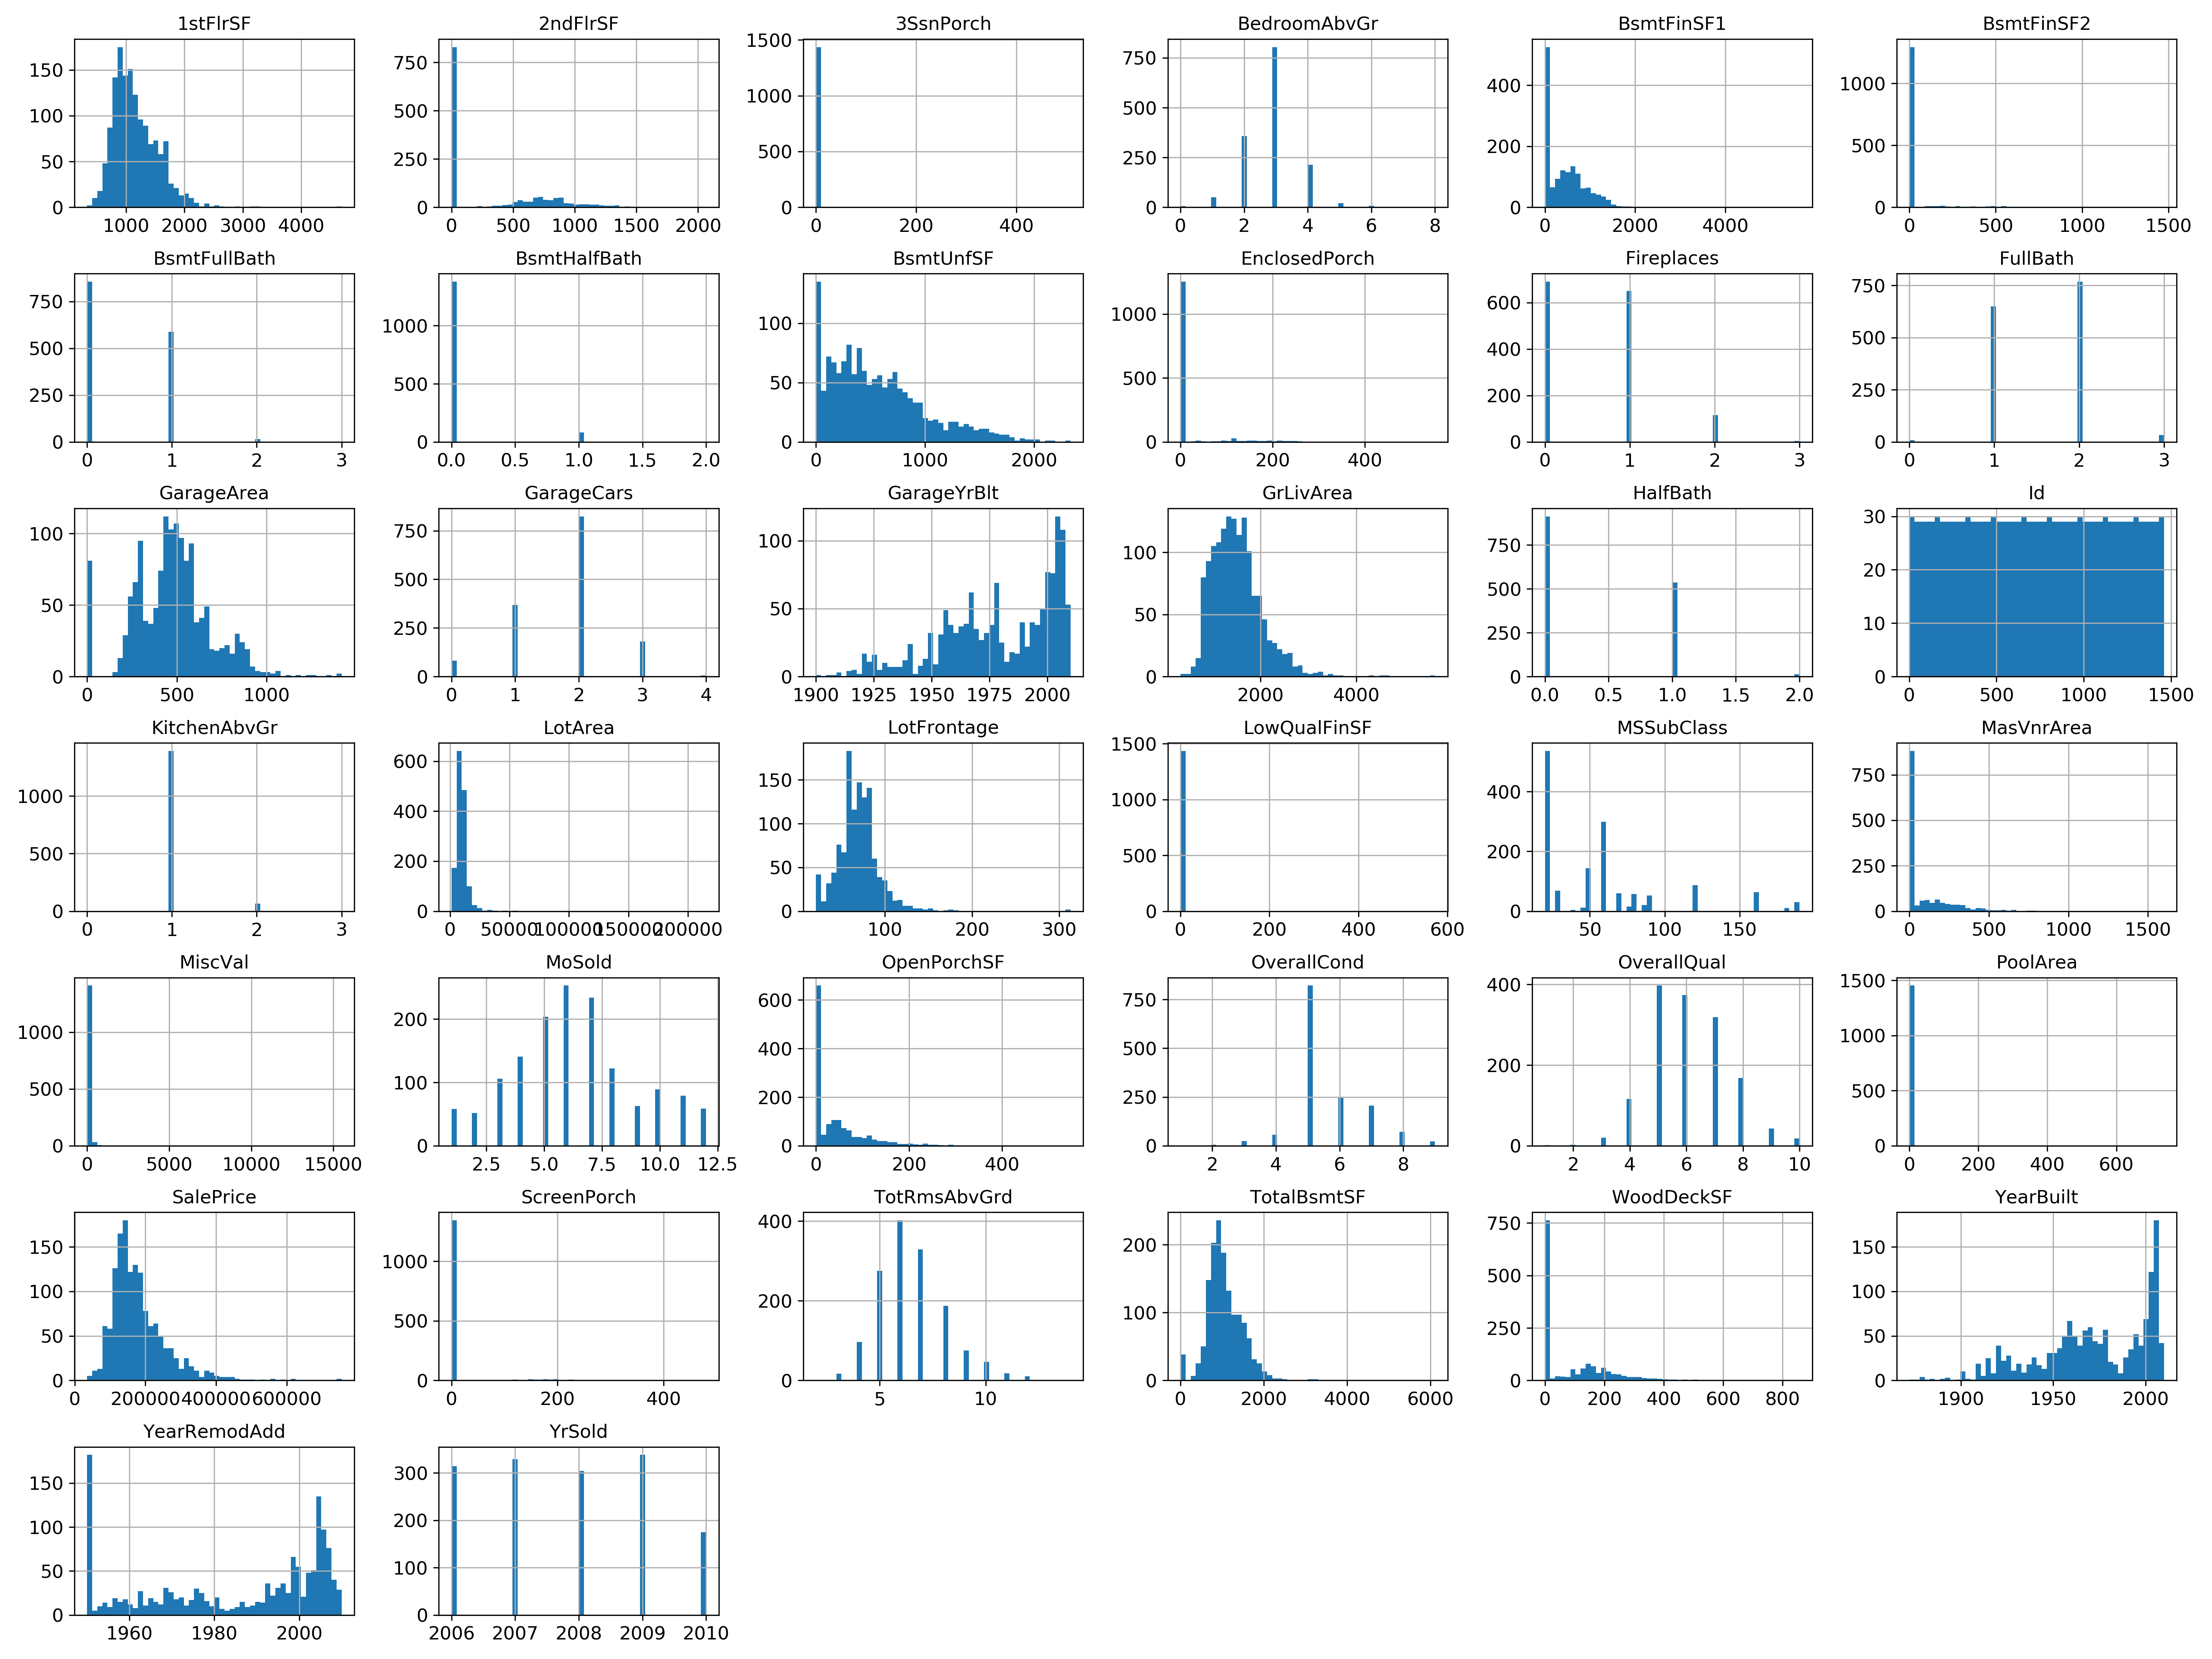 1stFlrSF
150
100
50
0
1000 2000 3000 4000
2ndFlrSF
750
500
250
0
0 500 1000 1500 2000
3SsnPorch
1500
1000
500
0
0 200 400
BedroomAbvGr
750
500
250
0
0 2 4 6 8
BsmtFinSF1
400
200
0
0 2000 4000
BsmtFinSF2
1000
500
0
0 500 1000 1500
BsmtFullBath
750
500
250
0
0 1 2 3
BsmtHalfBath
1000
500
0
0.0 0.5 1.0 1.5 2.0
BsmtUnfSF
100
50
0
0 1000 2000
EnclosedPorch
1000
500
0
0 200 400
Fireplaces
600
400
200
0
0 1 2 3
FullBath
750
500
250
0
0 1 2 3
GarageArea
100
50
0
0 500 1000
GarageCars
750
500
250
0
0 1 2 3 4
GarageYrBlt
100
50
0
1900 1925 1950 1975 2000
GrLivArea
100
50
0
2000 4000
HalfBath
750
500
250
0
0.0 0.5 1.0 1.5 2.0
Id
30
20
10
0
0 500 1000 1500
KitchenAbvGr
1000
500
0
0 1 2 3
LotArea
600
400
200
0
0 50000 100000 150000 200000
LotFrontage
150
100
50
0
100 200 300
LowQualFinSF
1500
1000
500
0
0 200 400 600
MSSubClass
400
200
0
50 100 150
MasVnrArea
750
500
250
0
0 500 1000 1500
MiscVal
1000
500
0
0 5000 10000 15000
MoSold
200
100
0
2.5 5.0 7.5 10.0 12.5
OpenPorchSF
600
400
200
0
0 200 400
OverallCond
750
500
250
0
2 4 6 8
OverallQual
400
200
0
2 4 6 8 10
PoolArea
1500
1000
500
0
0 200 400 600
SalePrice
150
100
50
0
0 200000 400000 600000
ScreenPorch
1000
500
0
0 200 400
TotRmsAbvGrd
400
200
0
5 10
TotalBsmtSF
200
100
0
0 2000 4000 6000
WoodDeckSF
750
500
250
0
0 200 400 600 800
YearBuilt
150
100
50
0
1900 1950 2000
YearRemodAdd
150
100
50
0
1960 1980 2000
YrSold
300
200
100
0
2006 2007 2008 2009 2010